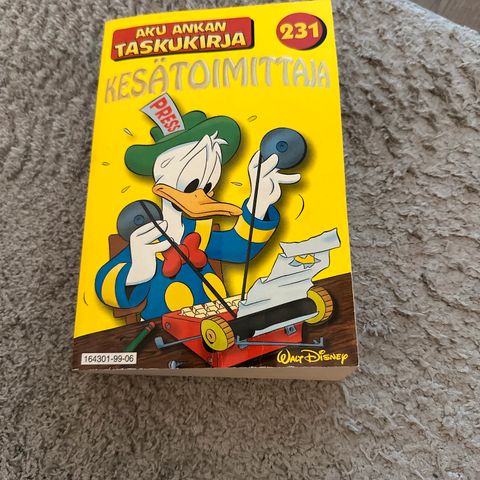 AKU ANKAN
TASKUKIRJA
231
KESÄTOIMITTAJA
PRESS
164301-99-06
WALT DISNEY